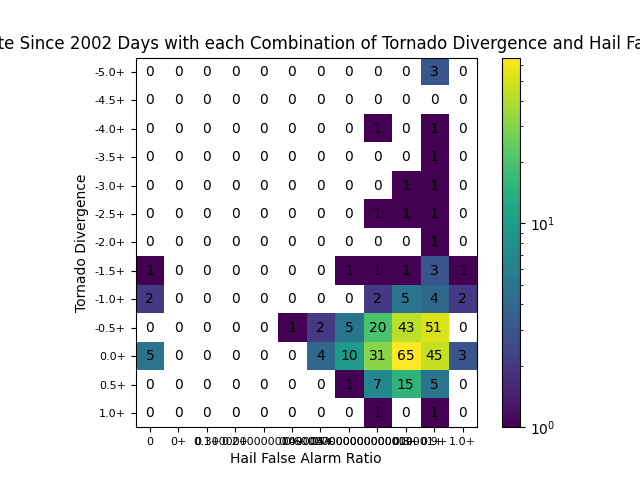 te Since 2002 Days with each Combination of Tornado Divergence and Hail Fa
-5.0+ 0 0 0 0 0 0 0 0 0 0 3 0
-4.5+ 0 0 0 0 0 0 0 0 0 0 0 0
-4.0+ 0 0 0 0 0 0 0 0 1 0 1 0
-3.5+ 0 0 0 0 0 0 0 0 0 0 1 0
-3.0+ 0 0 0 0 0 0 0 0 0 1 1 0
-2.5+ 0 0 0 0 0 0 0 0 1 1 1 0
-2.0+ 0 0 0 0 0 0 0 0 0 0 1 0
-1.5+ 1 0 0 0 0 0 0 1 1 1 3 1
-1.0+ 2 0 0 0 0 0 0 0 2 5 4 2
-0.5+ 0 0 0 0 0 1 2 5 20 43 51 0
0.0+ 5 0 0 0 0 0 4 10 31 65 45 3
0.5+ 0 0 0 0 0 0 0 1 7 15 5 0
1.0+ 0 0 0 0 0 0 0 0 1 0 1 0
0 0+ 1.0+
Hail False Alarm Ratio
Tornado Divergence
10^1
10^0